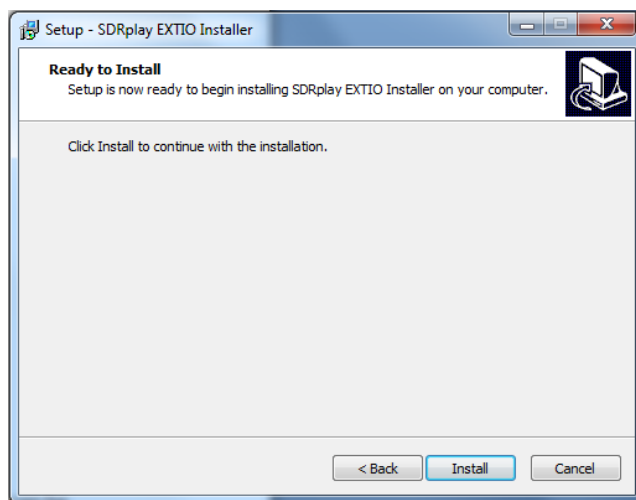 Setup - SDRplay EXTIO Installer
Ready to Install
Setup is now ready to begin installing SDRplay EXTIO Installer on your computer.
Click Install to continue with the installation.
< Back
Install
Cancel